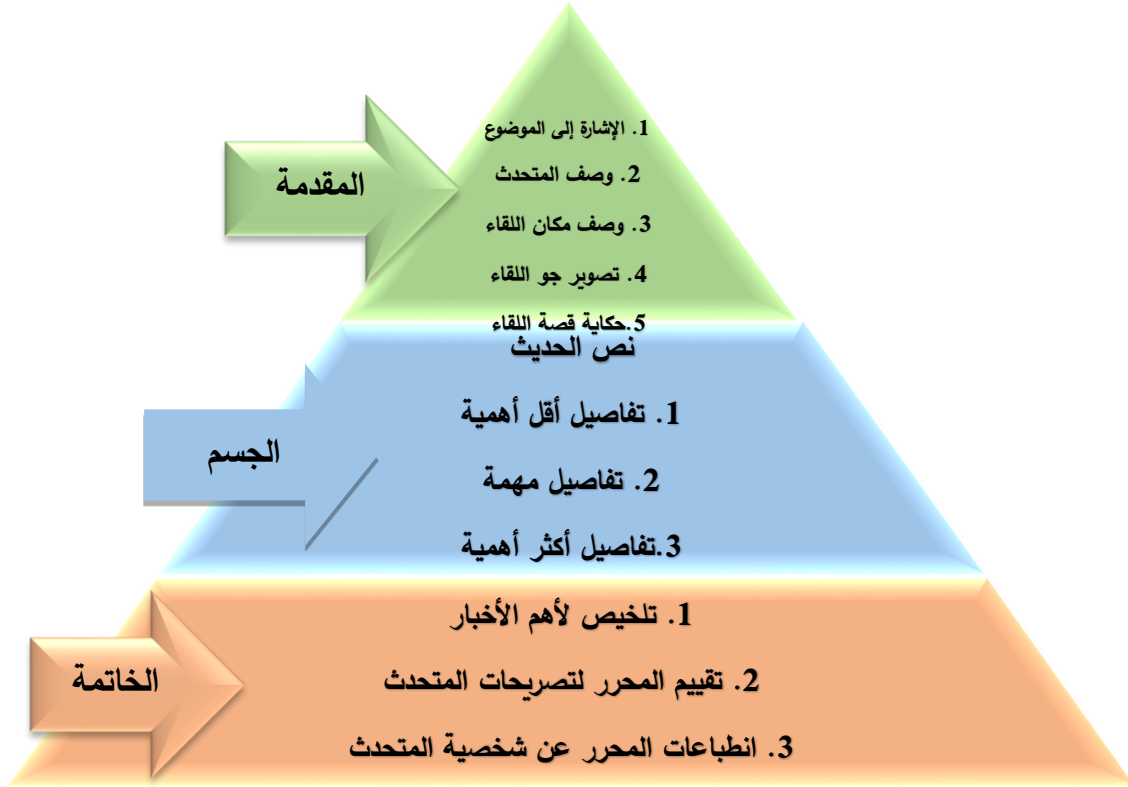 المقدمة
1. الإشارة إلى الموضوع
2. وصف المتحدث
3. وصف مكان اللقاء
4. تصوير جو اللقاء
5.حكاية قصة اللقاء
الجسم
نص الحديث
1. تفاصيل أقل أهمية
2. تفاصيل مهمة
3.تفاصيل أكثر أهمية
الخاتمة
1. تلخيص لأهم الأخبار
2. تقييم المحرر لتصريحات المتحدث
3. انطباعات المحرر عن شخصية المتحدث